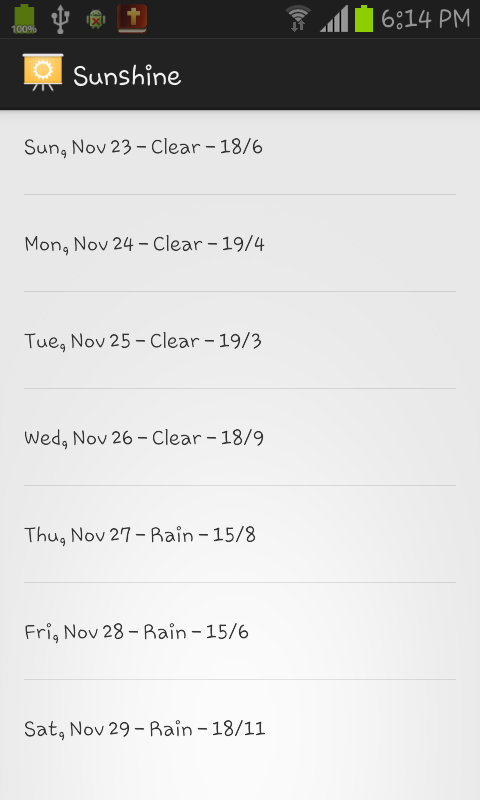 100%
6:14 PM
Sunshine
Sun, Nov 23 - Clear - 18/6
Mon, Nov 24 - Clear - 19/4
Tue, Nov 25 - Clear - 19/3
Wed, Nov 26 - Clear - 18/9
Thu, Nov 27 - Rain - 15/8
Fri, Nov 28 - Rain - 15/6
Sat, Nov 29 - Rain - 18/11